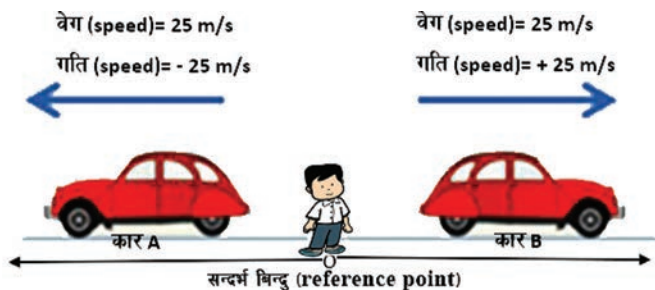 वेग (speed)= 25 m/s
गति (speed)= - 25 m/s
वेग (speed)= 25 m/s
गति (speed)= + 25 m/s
कार A
कार B
O
सन्दर्भ बिन्दु (reference point)